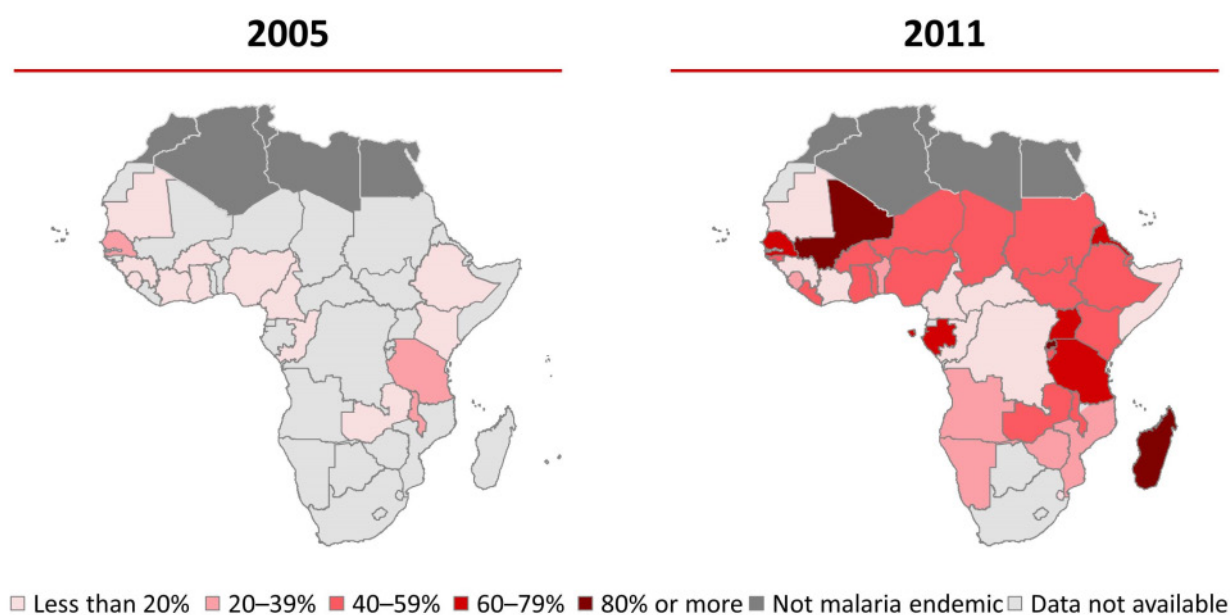 2005
2011
Less than 20% 20–39% 40–59% 60–79% 80% or more Not malaria endemic Data not available